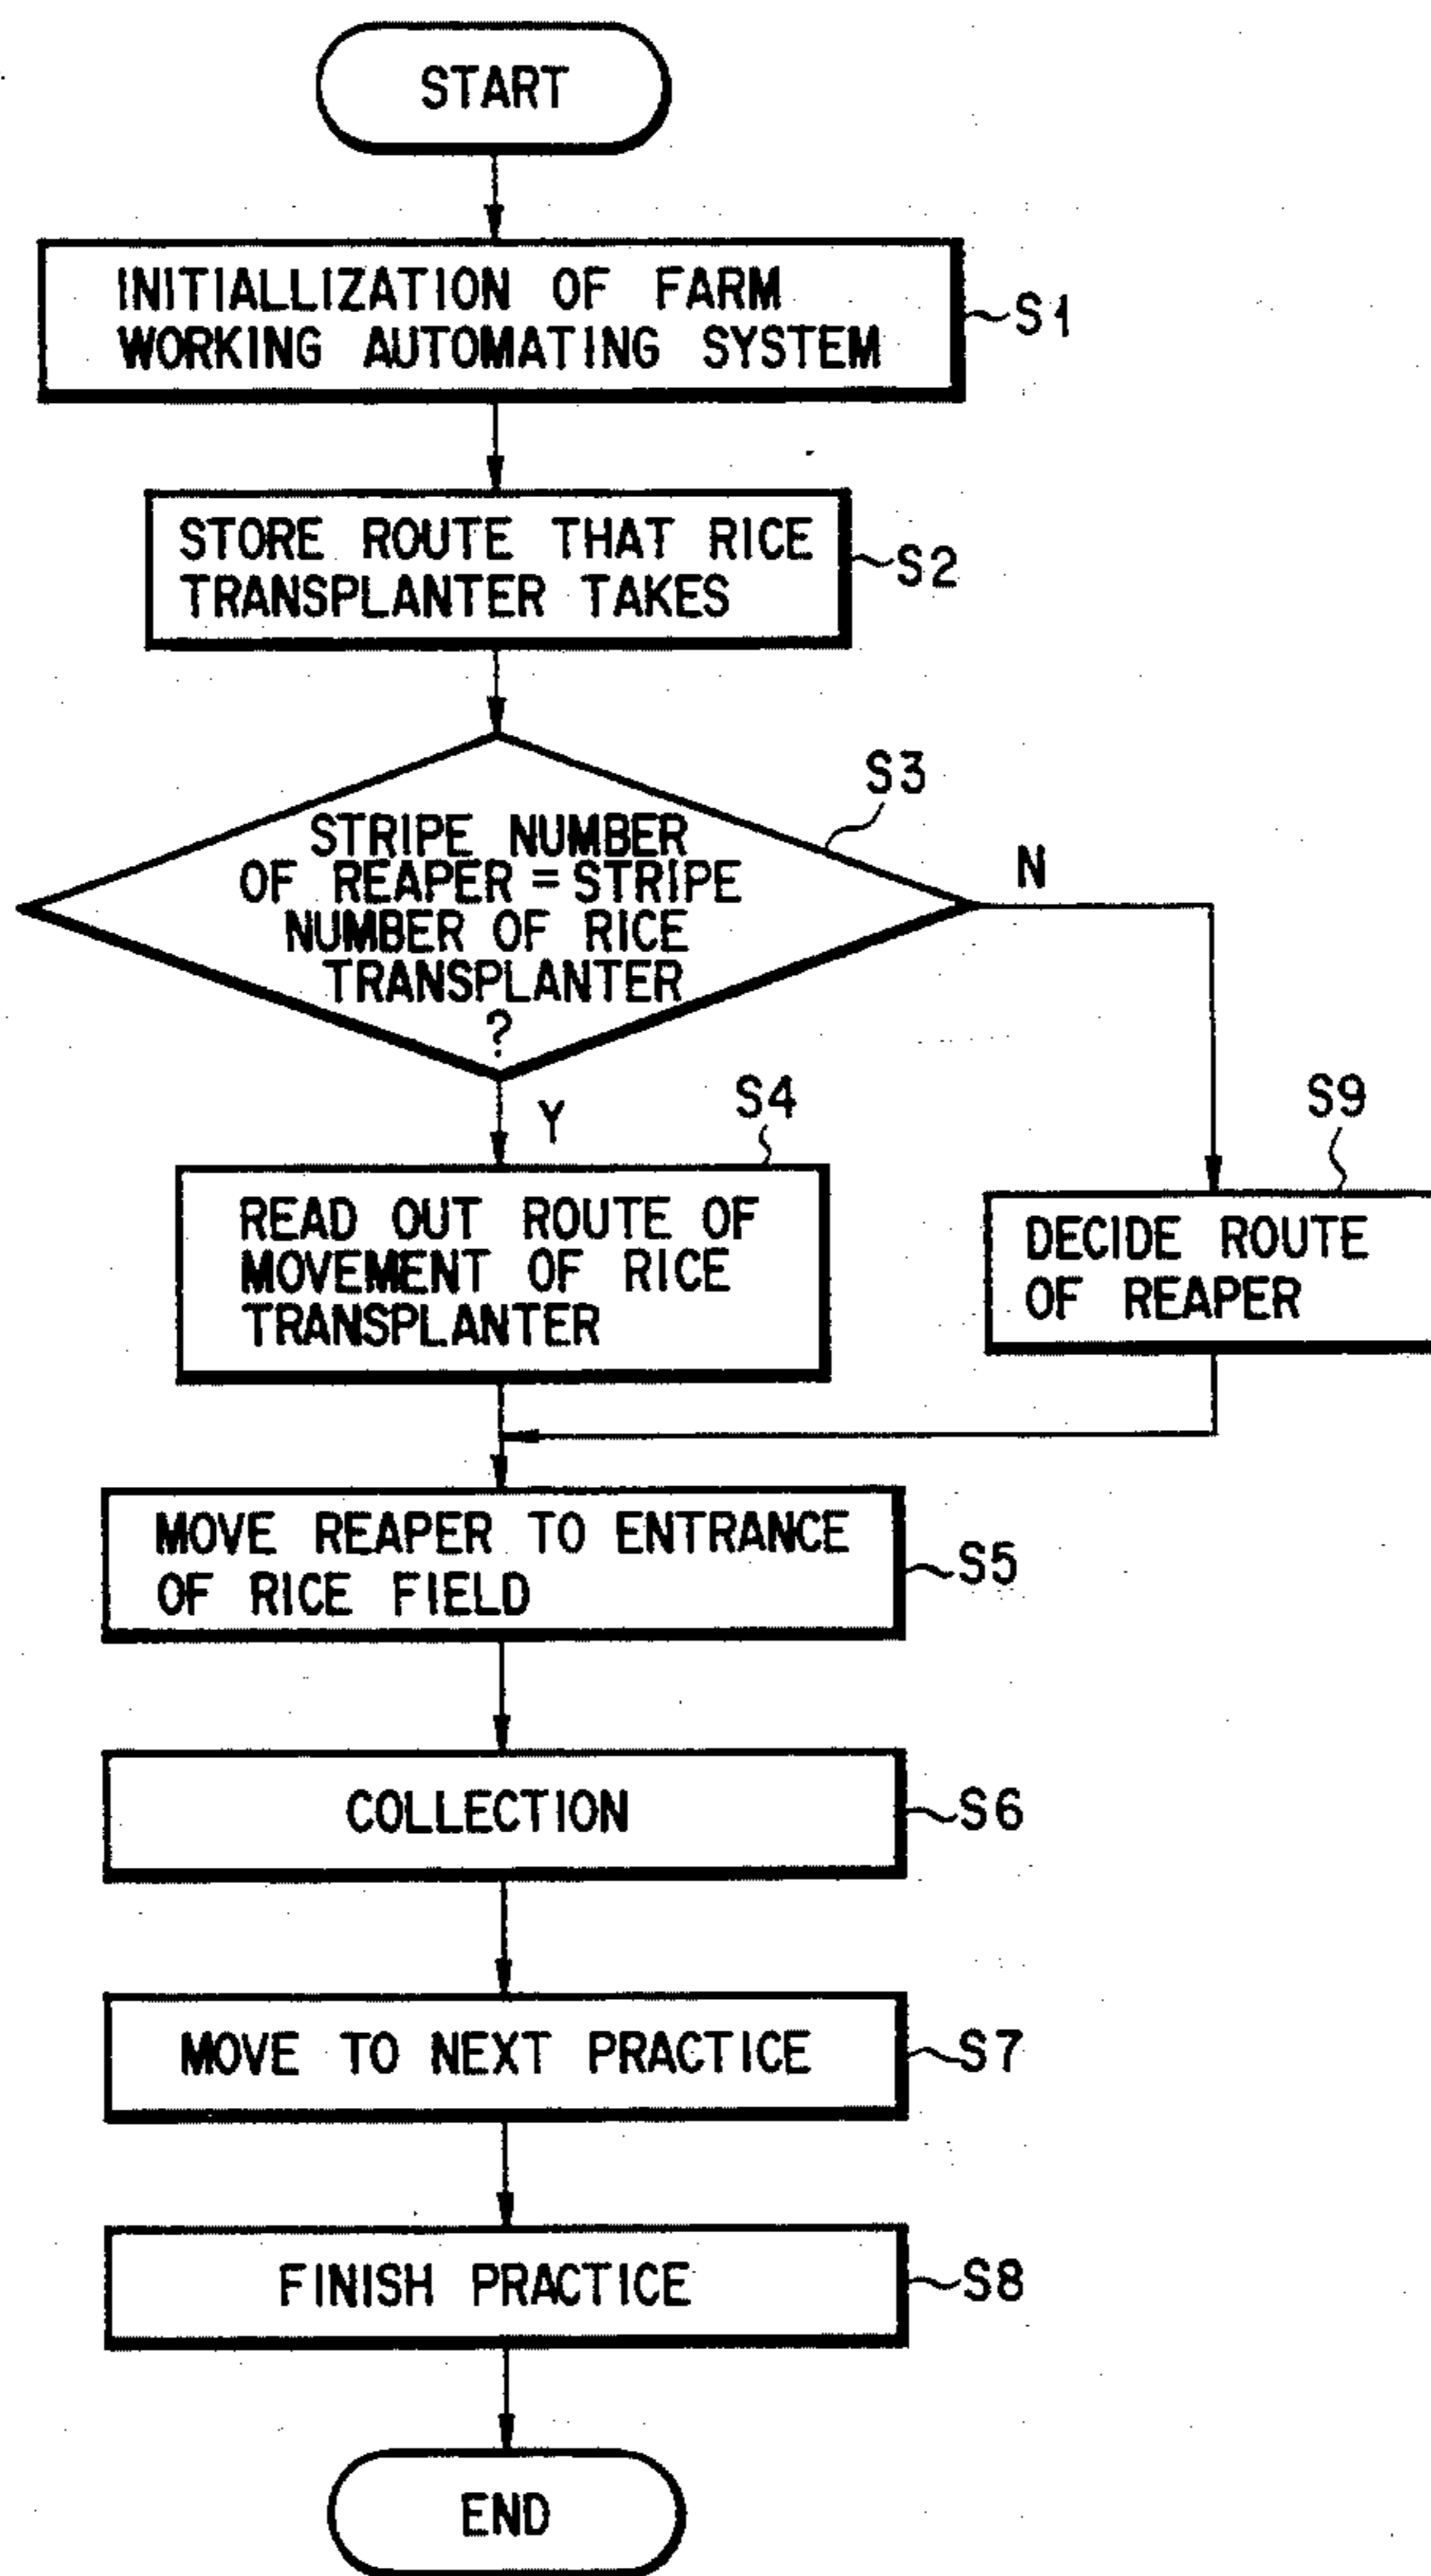 START
INITIALLIZATION OF FARM
WORKING AUTOMATING SYSTEM
S1
STORE ROUTE THAT RICE
TRANSPLANTER TAKES
S2
S3
STRIPE NUMBER
OF REAPER = STRIPE
NUMBER OF RICE
TRANSPLANTER
?
N
Y
S4
READ OUT ROUTE OF
MOVEMENT OF RICE
TRANSPLANTER
S9
DECIDE ROUTE
OF REAPER
MOVE REAPER TO ENTRANCE
OF RICE FIELD
S5
COLLECTION
S6
MOVE TO NEXT PRACTICE
S7
FINISH PRACTICE
S8
END